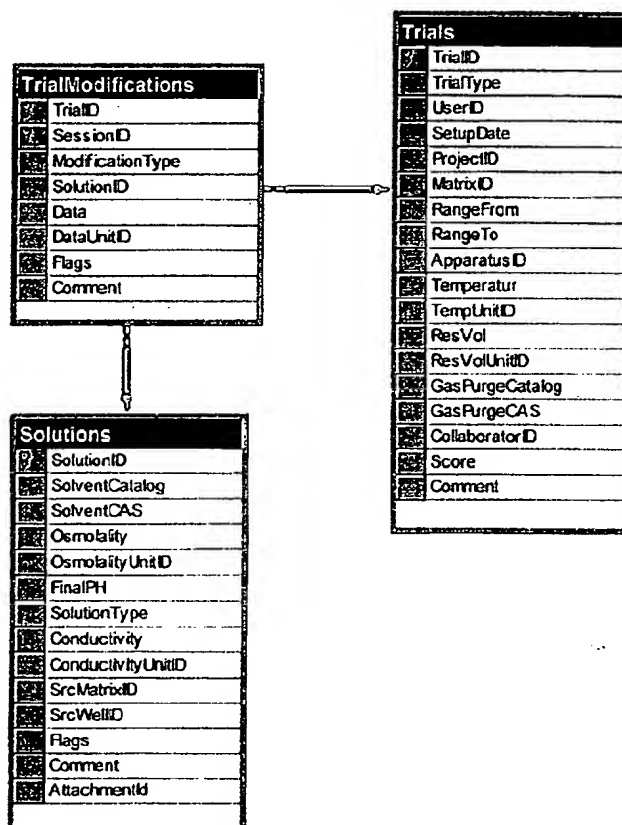 TrialModifications
TrialID
SessionID
ModificationType
SolutionID
Data
DataUnitID
Flags
Comment
Trials
TrialID
TrialType
UserID
SetupDate
ProjectID
MatrixID
RangeFrom
RangeTo
ApparatusID
Temperatur
TempUnitID
ResVol
ResVolUnitID
GasPurgeCatalog
GasPurgeCAS
CollaboratorID
Score
Comment
Solutions
SolutionID
SolventCatalog
SolventCAS
Osmolality
OsmolalityUnitID
FinalPH
SolutionType
Conductivity
ConductivityUnitID
SrcMatrixID
SrcWellID
Flags
Comment
AttachmentId